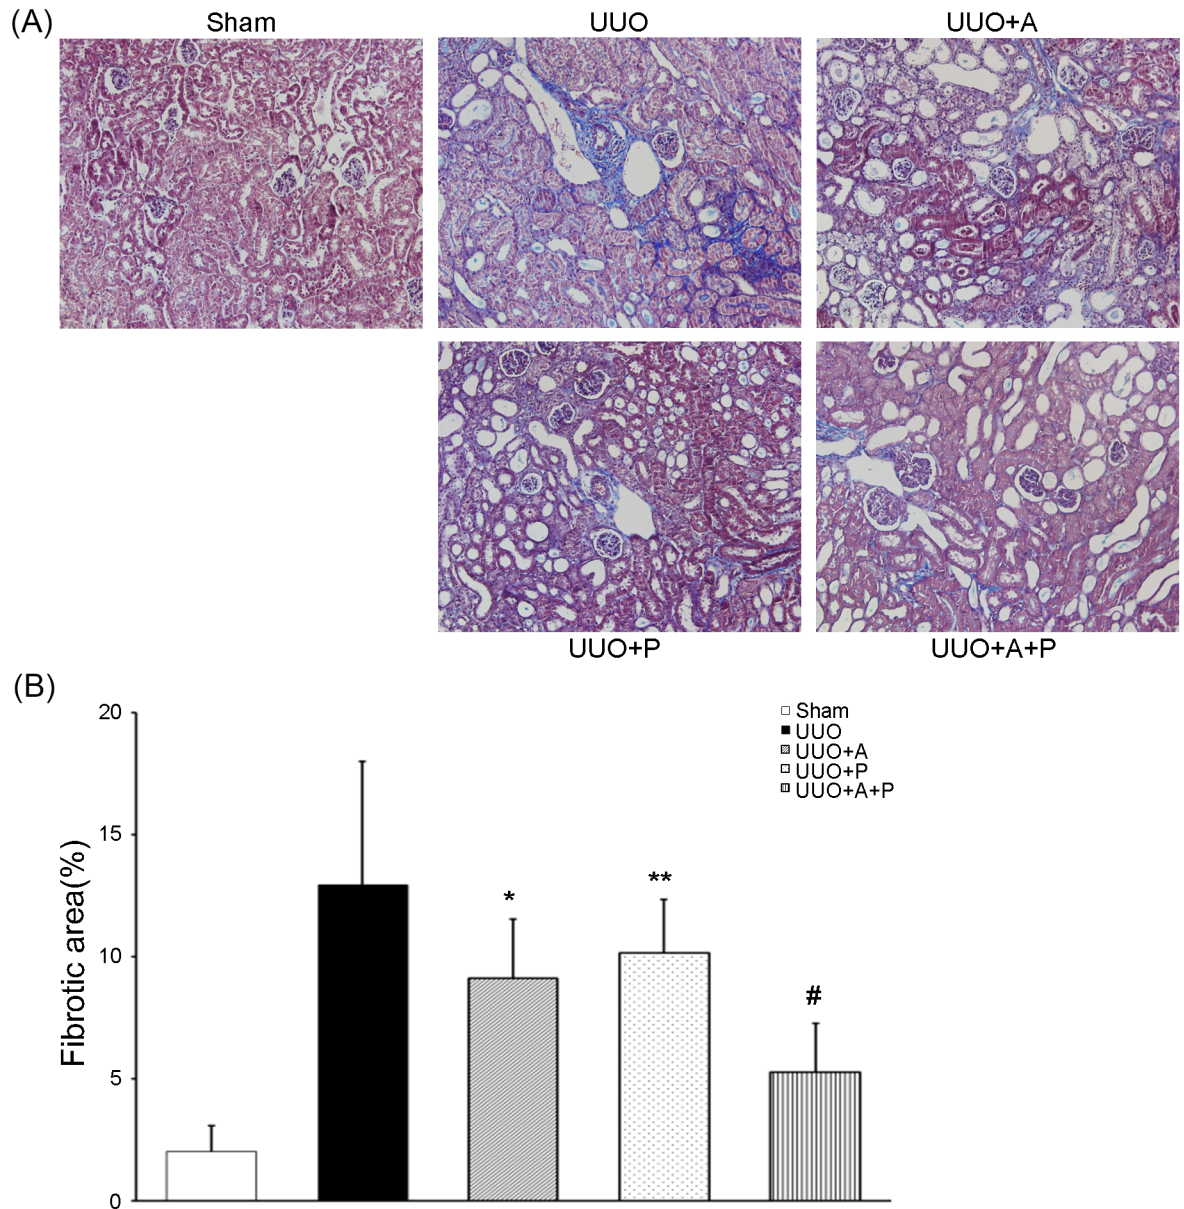 (A)
Sham
UUO
UUO+A
UUO+P
UUO+A+P
(B)
Fibrotic area(%)
20
15
10
5
0
*
**
#
Sham
UUO
UUO+A
UUO+P
UUO+A+P